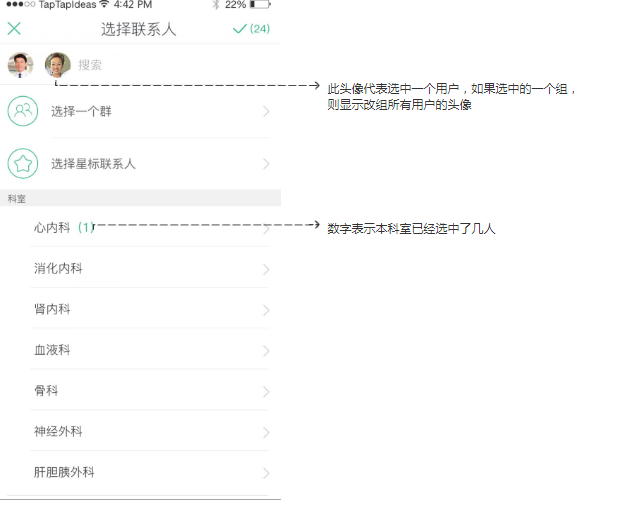 TapTapIdeas 4:42 PM 22%
选择联系人 (24)
搜索
此头像代表选中一个用户，如果选中的一个组，
则显示改组所有用户的头像
选择一个群
选择星标联系人
科室
心内科 (1)
数字表示本科室已经选中了几人
消化内科
肾内科
血液科
骨科
神经外科
肝胆胰外科